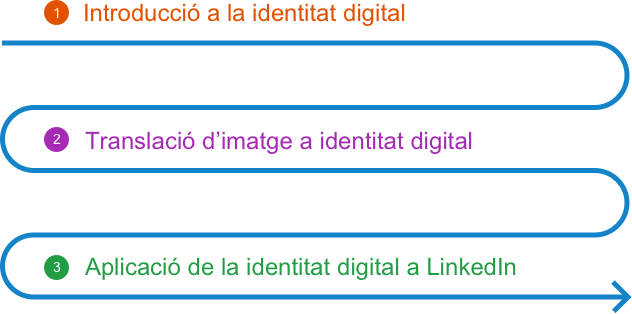 1 Introducció a la identitat digital
2 Translació d’imatge a identitat digital
3 Aplicació de la identitat digital a LinkedIn